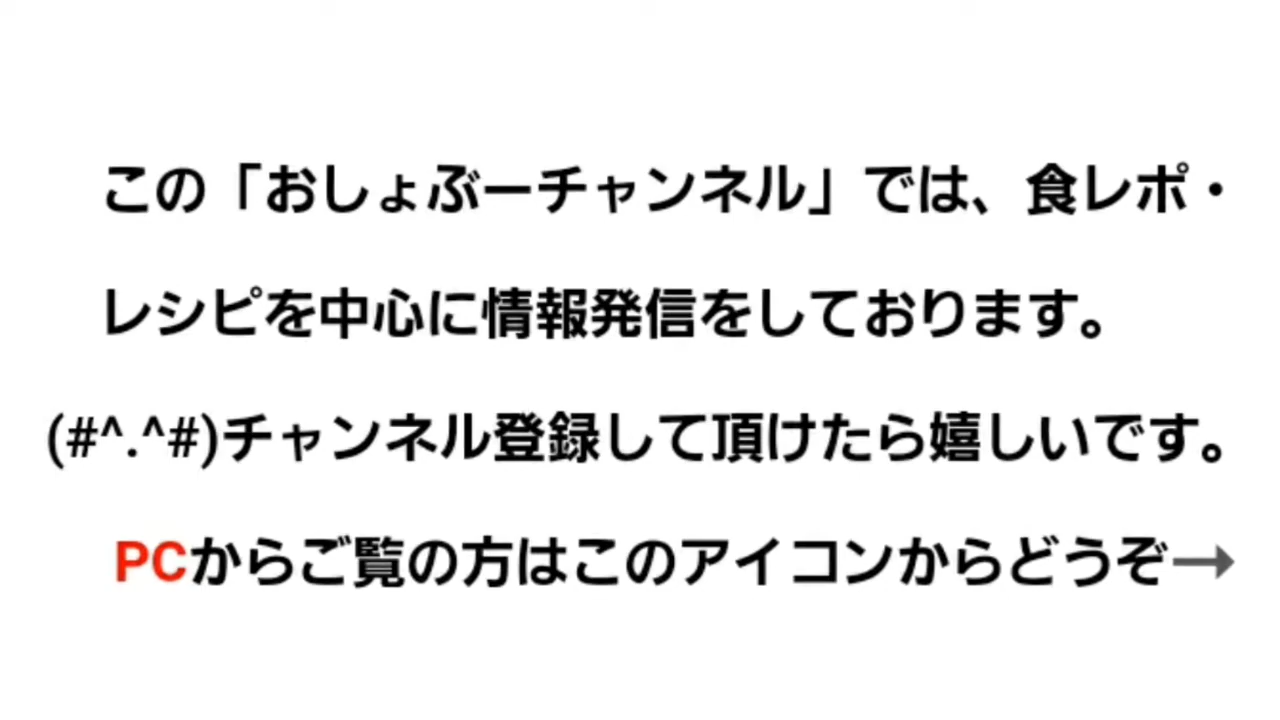 この「おしょぶーチャンネル」では、食レポ・
レシピを中心に情報発信をしております。
(#^.^#)チャンネル登録して頂けたら嬉しいです。
PCからご覧の方はこのアイコンからどうぞ→